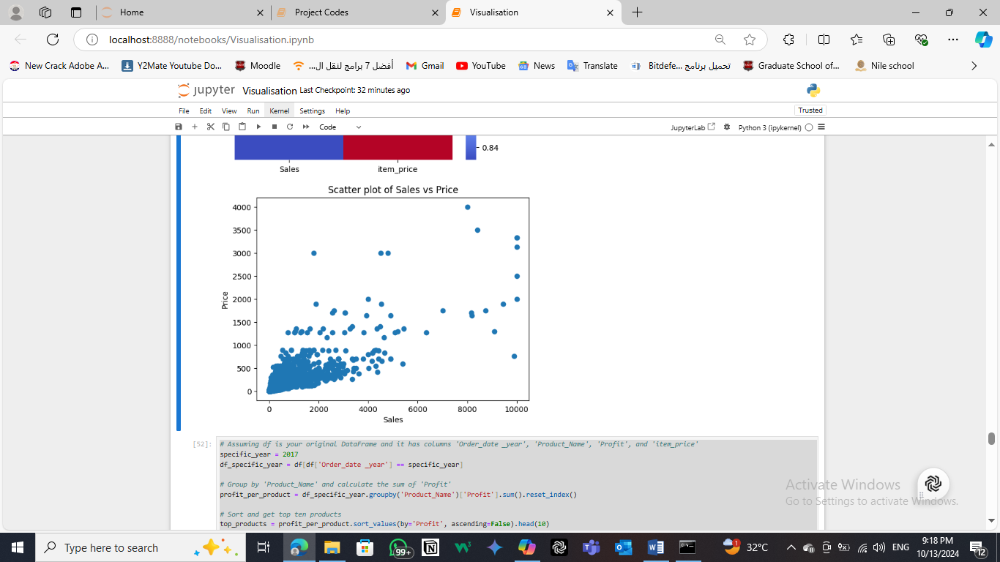 Home
Project Codes
Visualisation
localhost:8888/notebooks/Visualisation.ipynb
New Crack Adobe A...
Y2Mate Youtube Do...
Moodle
أفضل 7 برامج لنقل ال...
Gmail
YouTube
News
Translate
Bitdefe... تحميل برنامج
Graduate School of...
Nile school
jupyter Visualisation Last Checkpoint: 32 minutes ago
File Edit View Run Kernel Settings Help
Trusted
Code
JupyterLab
Python 3 (ipykernel)
0.84
Sales item_price
Scatter plot of Sales vs Price
4000
3500
3000
2500
2000
1500
1000
500
0
Price
0 2000 4000 6000 8000 10000
Sales
[52]:
# Assuming df is your original DataFrame and it has columns 'Order_date _year', 'Product_Name', 'Profit', and 'item_price'
specific_year = 2017
df_specific_year = df[df['Order_date _year'] == specific_year]
# Group by 'Product_Name' and calculate the sum of 'Profit'
profit_per_product = df_specific_year.groupby('Product_Name')['Profit'].sum().reset_index()
# Sort and get top ten products
top_products = profit_per_product.sort_values(by='Profit', ascending=False).head(10)
Activate Windows
Go to Settings to activate Windows.
Type here to search
99+
1
32°C
ENG
9:18 PM
10/13/2024
12